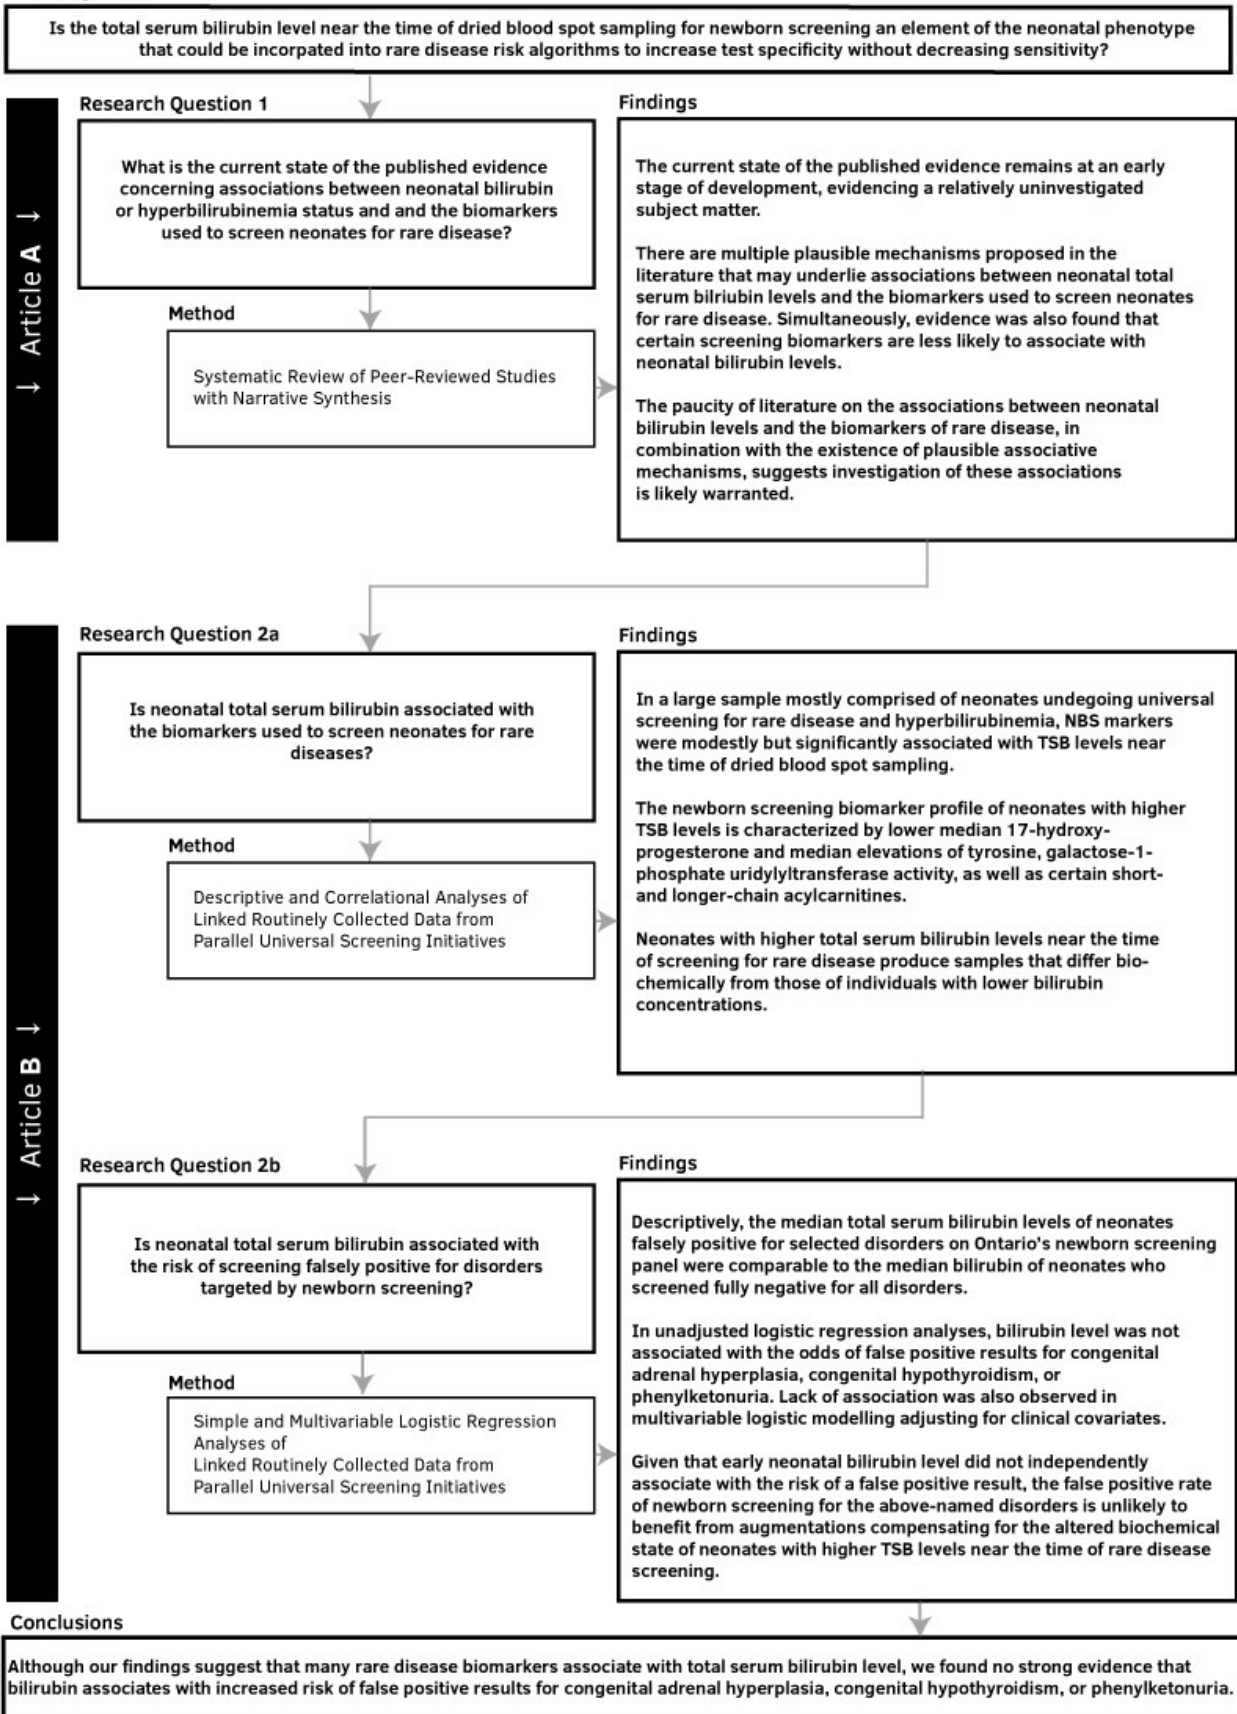 Is the total serum bilirubin level near the time of dried blood spot sampling for newborn screening an element of the neonatal phenotype
that could be incorpated into rare disease risk algorithms to increase test specificity without decreasing sensitivity?
→ Article A →
Research Question 1
What is the current state of the published evidence
concerning associations between neonatal bilirubin
or hyperbilirubinemia status and and the biomarkers
used to screen neonates for rare disease?
Method
Systematic Review of Peer-Reviewed Studies
with Narrative Synthesis
Findings
The current state of the published evidence remains at an early
stage of development, evidencing a relatively uninvestigated
subject matter.
There are multiple plausible mechanisms proposed in the
literature that may underlie associations between neonatal total
serum bilriubin levels and the biomarkers used to screen neonates
for rare disease. Simultaneously, evidence was also found that
certain screening biomarkers are less likely to associate with
neonatal bilirubin levels.
The paucity of literature on the associations between neonatal
bilirubin levels and the biomarkers of rare disease, in
combination with the existence of plausible associative
mechanisms, suggests investigation of these associations
is likely warranted.
→ Article B →
Research Question 2a
Is neonatal total serum bilirubin associated with
the biomarkers used to screen neonates for rare
diseases?
Method
Descriptive and Correlational Analyses of
Linked Routinely Collected Data from
Parallel Universal Screening Initiatives
Findings
In a large sample mostly comprised of neonates undegoing universal
screening for rare disease and hyperbilirubinemia, NBS markers
were modestly but significantly associated with TSB levels near
the time of dried blood spot sampling.
The newborn screening biomarker profile of neonates with higher
TSB levels is characterized by lower median 17-hydroxy-
progesterone and median elevations of tyrosine, galactose-1-
phosphate uridylyltransferase activity, as well as certain short-
and longer-chain acylcarnitines.
Neonates with higher total serum bilirubin levels near the time
of screening for rare disease produce samples that differ bio-
chemically from those of individuals with lower bilirubin
concentrations.
Research Question 2b
Is neonatal total serum bilirubin associated with
the risk of screening falsely positive for disorders
targeted by newborn screening?
Method
Simple and Multivariable Logistic Regression
Analyses of
Linked Routinely Collected Data from
Parallel Universal Screening Initiatives
Findings
Descriptively, the median total serum bilirubin levels of neonates
falsely positive for selected disorders on Ontario's newborn screening
panel were comparable to the median bilirubin of neonates who
screened fully negative for all disorders.
In unadjusted logistic regression analyses, bilirubin level was not
associated with the odds of false positive results for congenital
adrenal hyperplasia, congenital hypothyroidism, or
phenylketonuria. Lack of association was also observed in
multivariable logistic modelling adjusting for clinical covariates.
Given that early neonatal bilirubin level did not independently
associate with the risk of a false positive result, the false positive rate
of newborn screening for the above-named disorders is unlikely to
benefit from augmentations compensating for the altered biochemical
state of neonates with higher TSB levels near the time of rare disease
screening.
Conclusions
Although our findings suggest that many rare disease biomarkers associate with total serum bilirubin level, we found no strong evidence that
bilirubin associates with increased risk of false positive results for congenital adrenal hyperplasia, congenital hypothyroidism, or phenylketonuria.